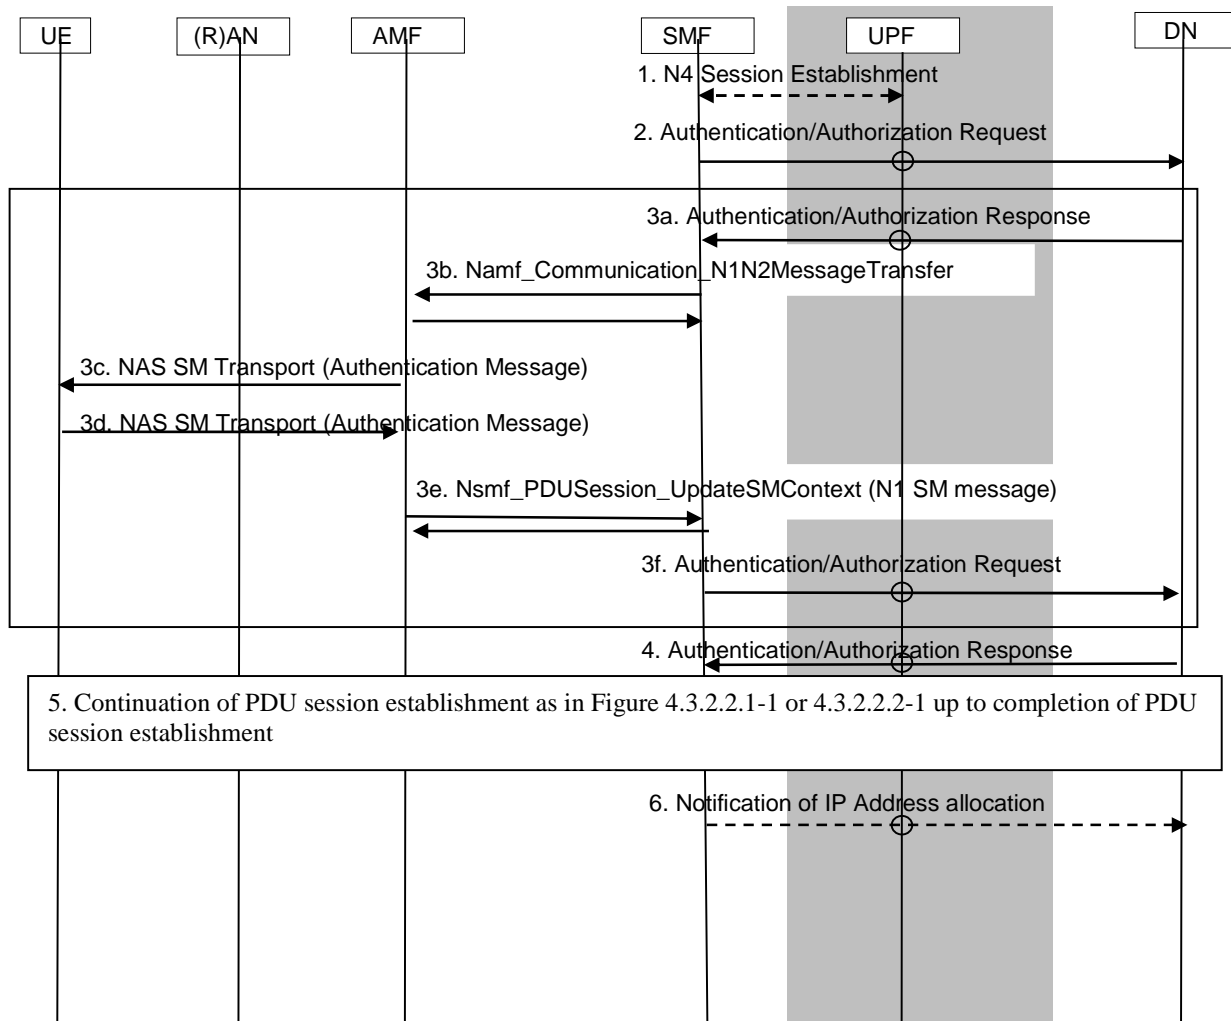 UE (R)AN AMF SMF UPF DN
1. N4 Session Establishment
2. Authentication/Authorization Request
3a. Authentication/Authorization Response
3b. Namf_Communication_N1N2MessageTransfer
3c. NAS SM Transport (Authentication Message)
3d. NAS SM Transport (Authentication Message)
3e. Nsmf_PDUSession_UpdateSMContext (N1 SM message)
3f. Authentication/Authorization Request
4. Authentication/Authorization Response
5. Continuation of PDU session establishment as in Figure 4.3.2.2.1-1 or 4.3.2.2.2-1 up to completion of PDU
session establishment
6. Notification of IP Address allocation